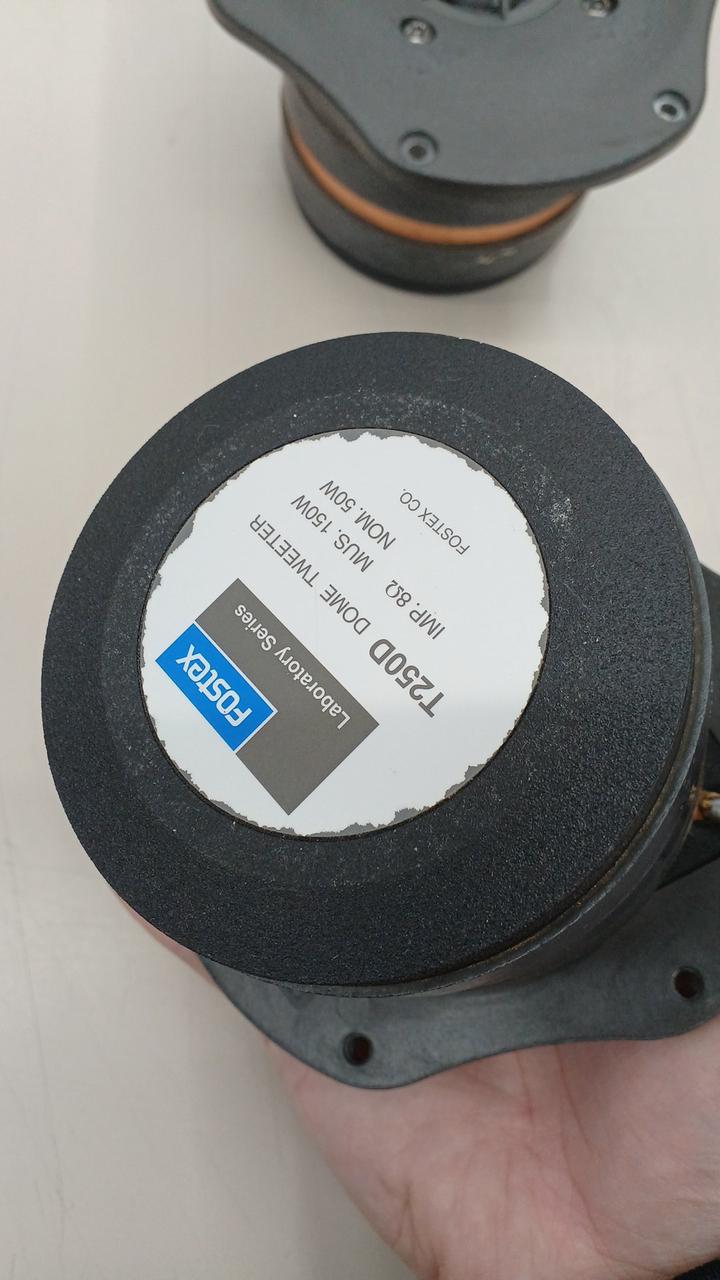 Fostex
Laboratory Series
T250D DOME TWEETER
IMP. 8Ω MUS. 150W
NOM. 50W
FOSTEX CO.